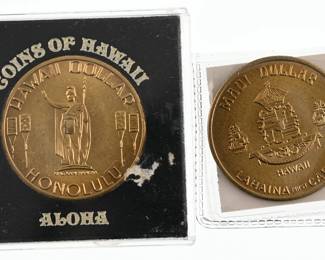 COINS OF HAWAII
HAWAII DOLLAR
HONOLULU
ALOHA
MAUI DOLLAR
HAWAII
LAHAINA